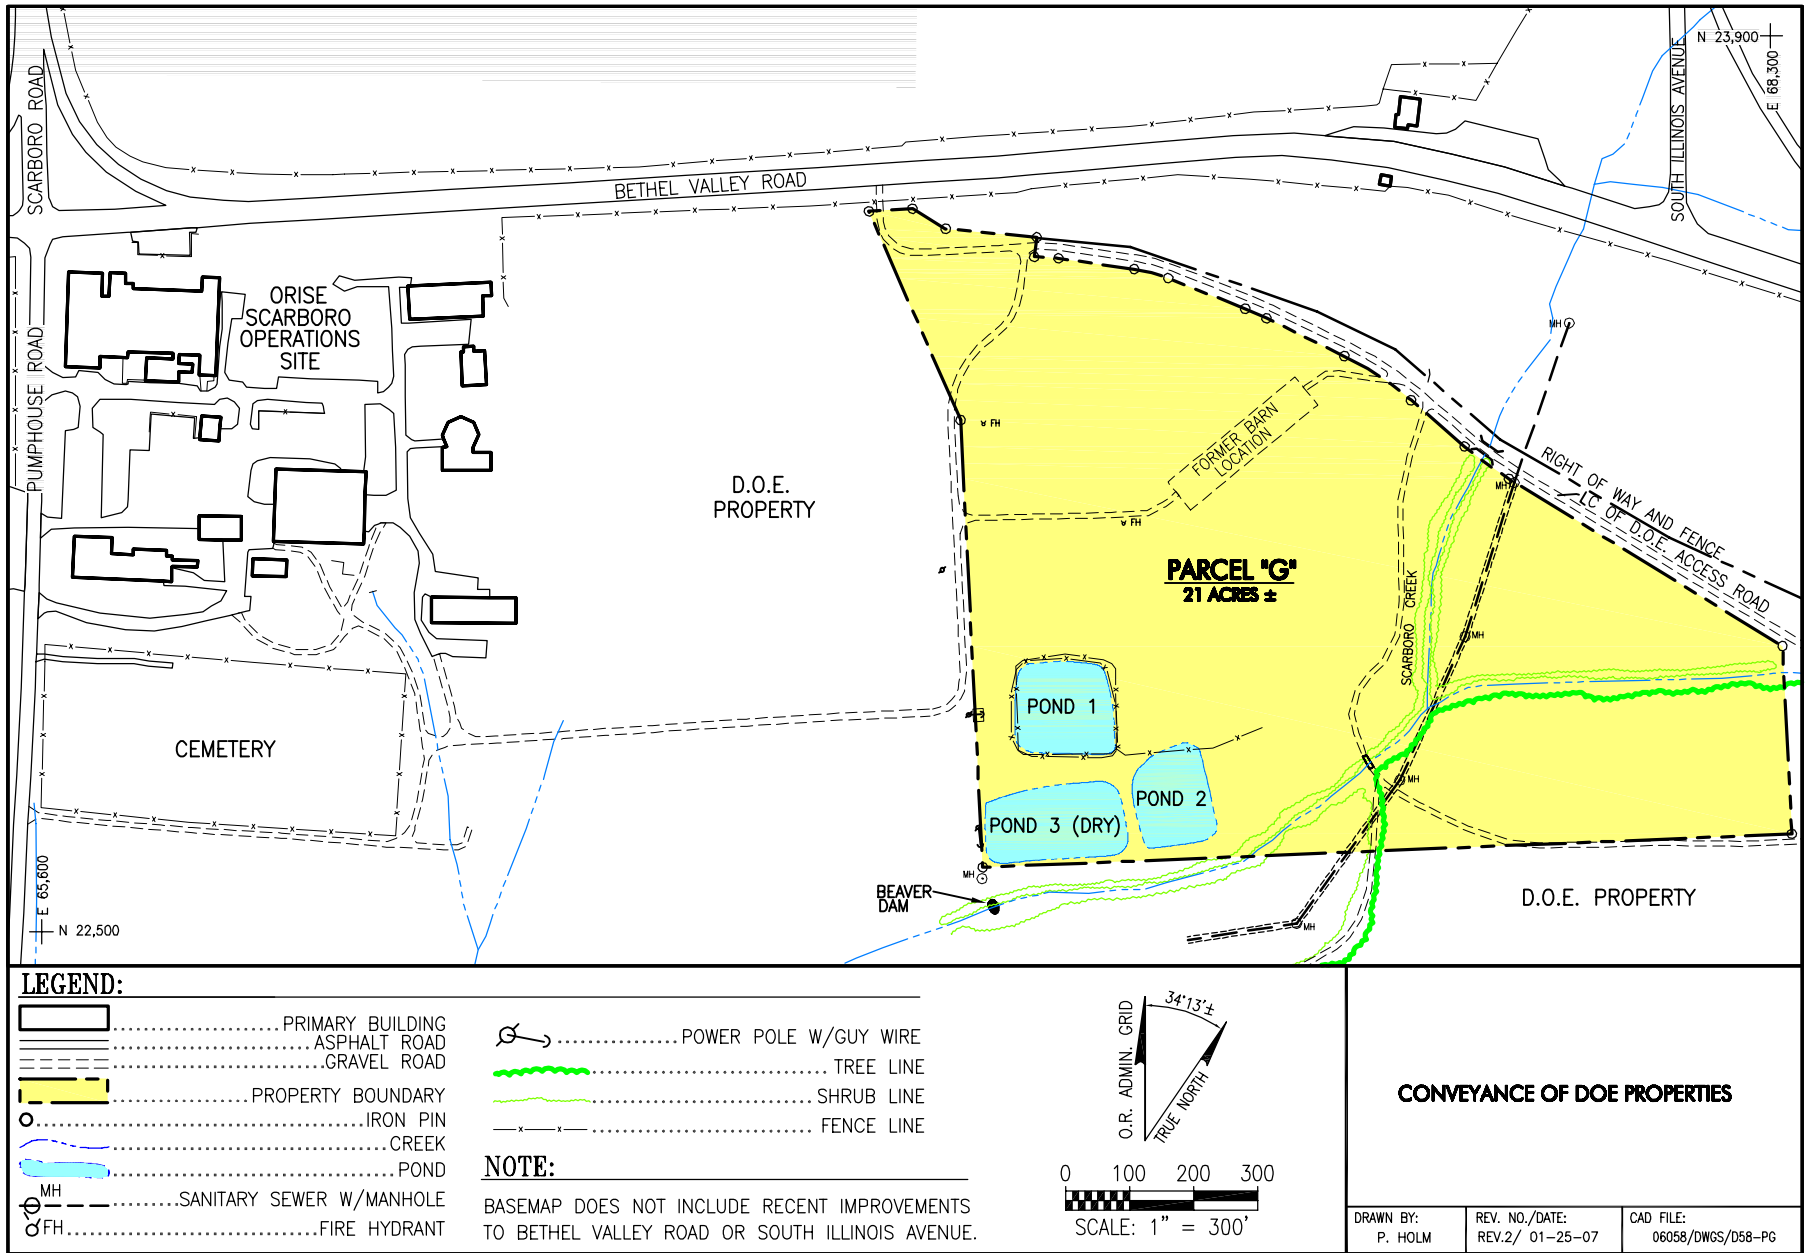 N 23,900
E 68,300
SCARBORO ROAD
SOUTH ILLINOIS AVENUE
BETHEL VALLEY ROAD
ORISE
SCARBORO
OPERATIONS
SITE
PUMPHOUSE ROAD
MH
FH
FORMER BARN
LOCATION
D.O.E.
PROPERTY
RIGHT OF WAY AND FENCE
LC OF D.O.E. ACCESS ROAD
MH
FH
PARCEL "G"
21 ACRES ±
SCARBORO CREEK
MH
POND 1
CEMETERY
MH
POND 2
POND 3 (DRY)
MH
BEAVER
DAM
D.O.E. PROPERTY
MH
E 65,600
N 22,500
LEGEND:
PRIMARY BUILDING
ASPHALT ROAD
GRAVEL ROAD
PROPERTY BOUNDARY
IRON PIN
CREEK
POND
MH
SANITARY SEWER W/MANHOLE
FH
FIRE HYDRANT
POWER POLE W/GUY WIRE
TREE LINE
SHRUB LINE
FENCE LINE
NOTE:
BASEMAP DOES NOT INCLUDE RECENT IMPROVEMENTS
TO BETHEL VALLEY ROAD OR SOUTH ILLINOIS AVENUE.
34°13'±
O.R. ADMIN. GRID
TRUE NORTH
0 100 200 300
SCALE: 1" = 300'
CONVEYANCE OF DOE PROPERTIES
DRAWN BY:
P. HOLM
REV. NO./DATE:
REV.2/ 01-25-07
CAD FILE:
06058/DWGS/D58-PG